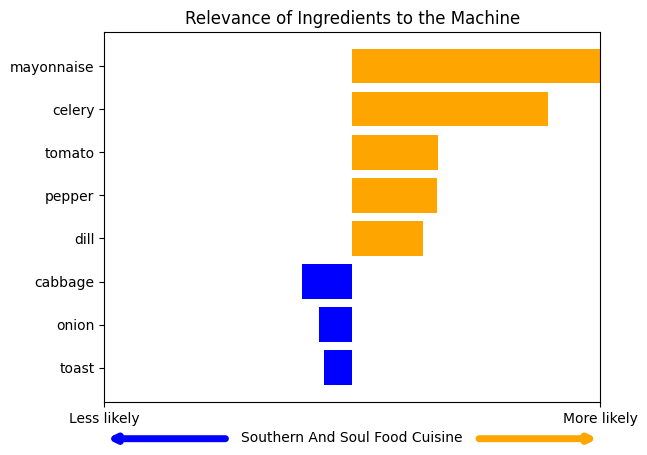 Relevance of Ingredients to the Machine
mayonnaise
celery
tomato
pepper
dill
cabbage
onion
toast
Less likely
More likely
Southern And Soul Food Cuisine